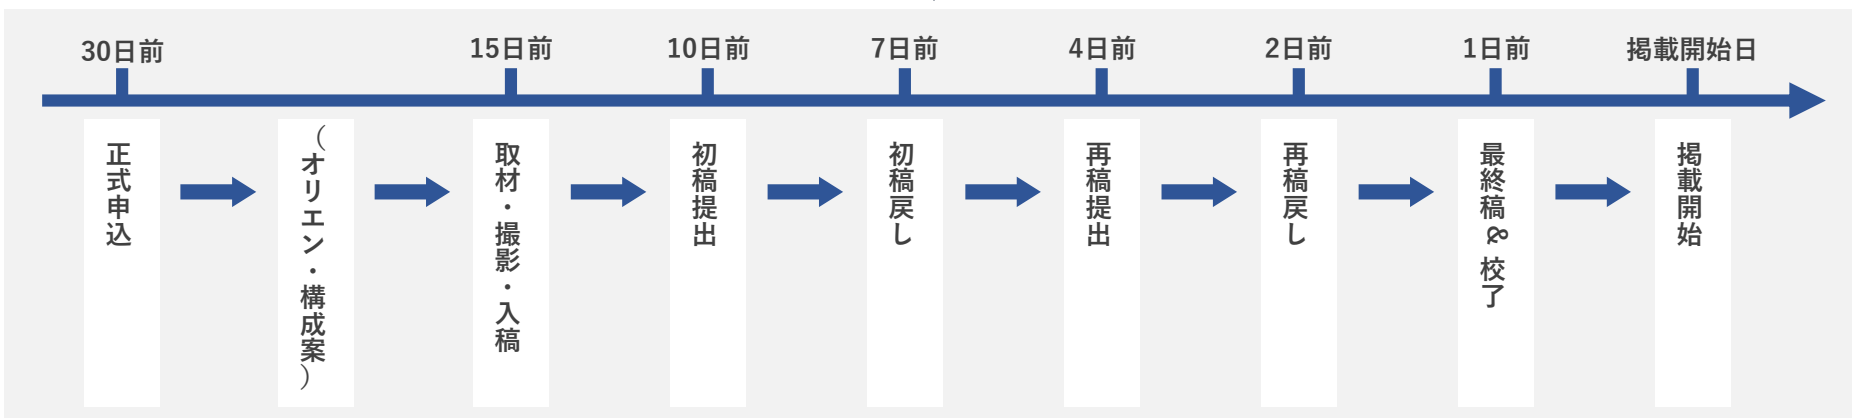 30日前
15日前
10日前
7日前
4日前
2日前
1日前
掲載開始日
正式申込
（オリエン・構成案）
取材・撮影・入稿
初稿提出
初稿戻し
再稿提出
再稿戻し
最終稿＆校了
掲載開始